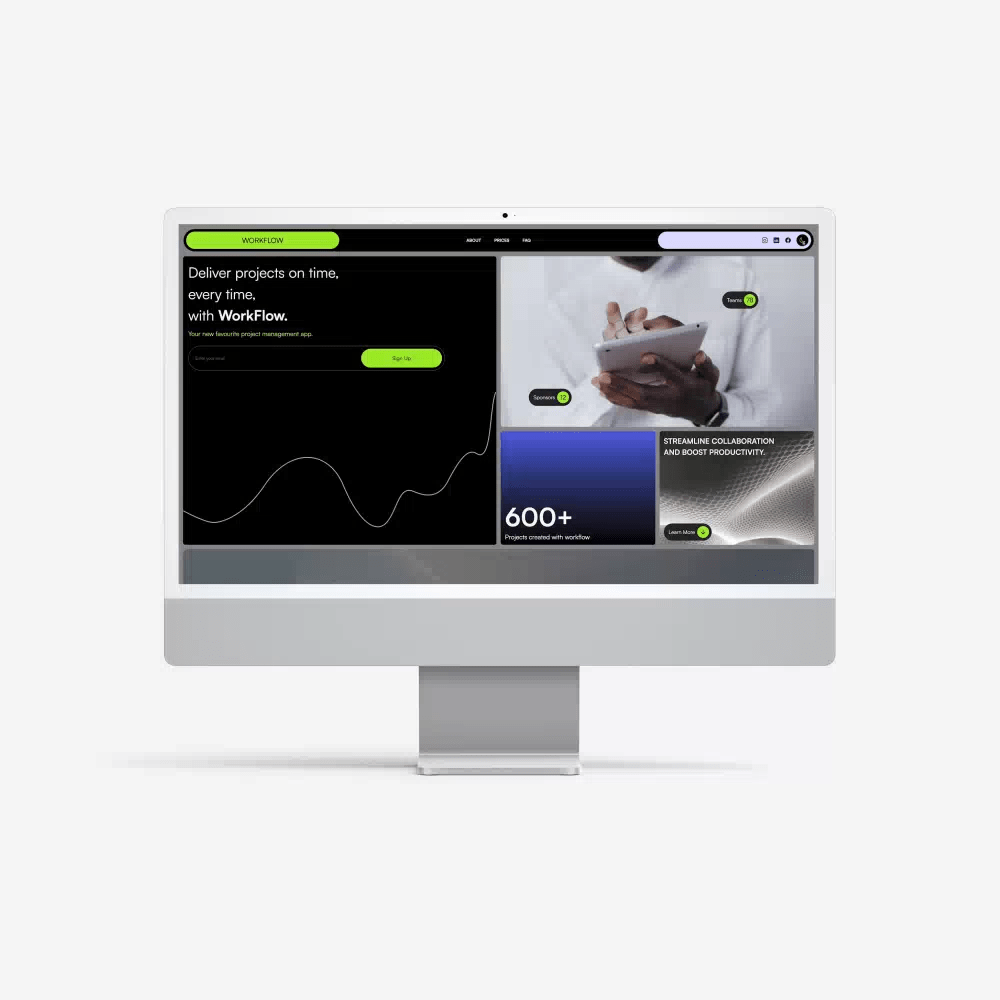 WORKFLOW
ABOUT
PRICES
FAQ
Deliver projects on time,
every time,
with WorkFlow.
Your new favourite project management app.
Enter your email
Sign Up
Teams 78
Sponsors 12
600+
Projects created with workflow
STREAMLINE COLLABORATION
AND BOOST PRODUCTIVITY.
Learn More